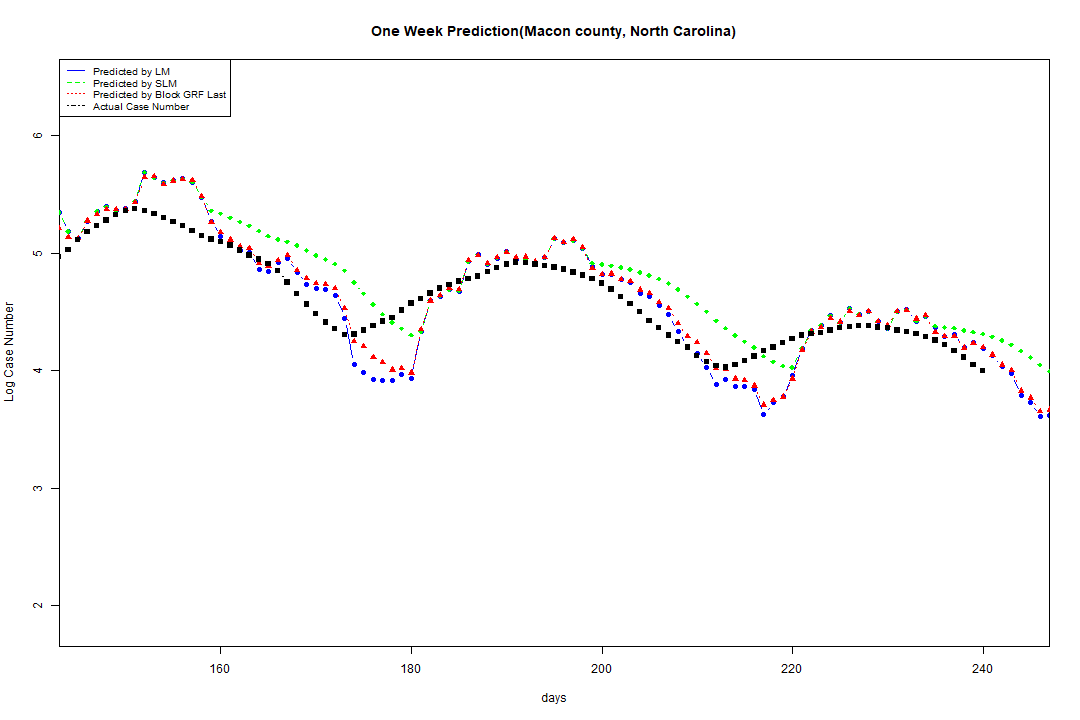 One Week Prediction(Macon county, North Carolina)
Predicted by LM
Predicted by SLM
Predicted by Block GRF Last
Actual Case Number
6
5
4
3
2
Log Case Number
160 180 200 220 240
days